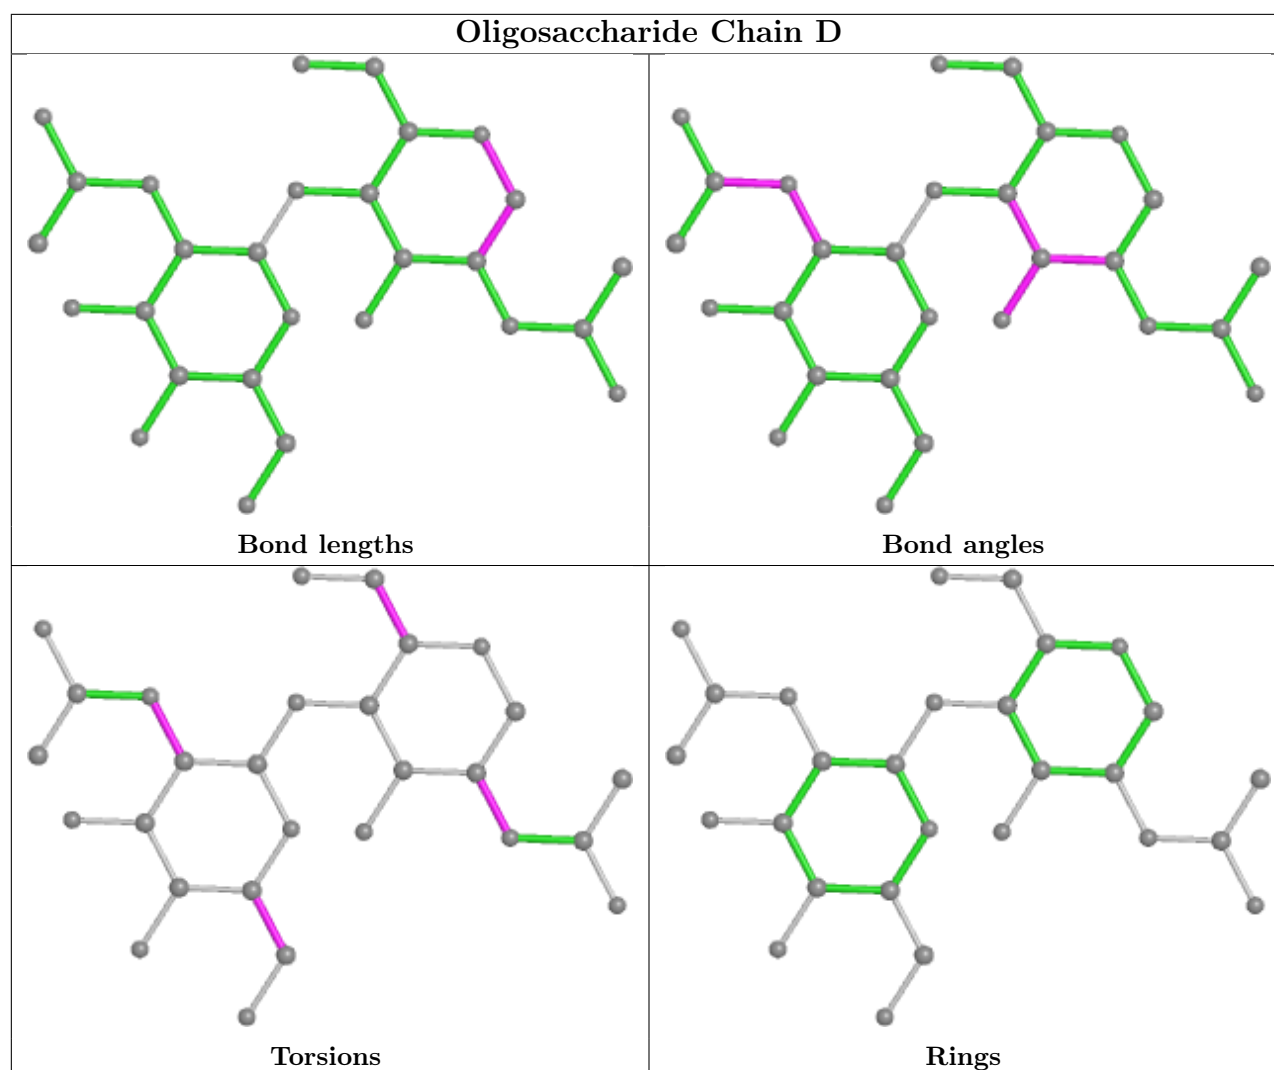 Oligosaccharide Chain D
Bond lengths
Bond angles
Torsions
Rings